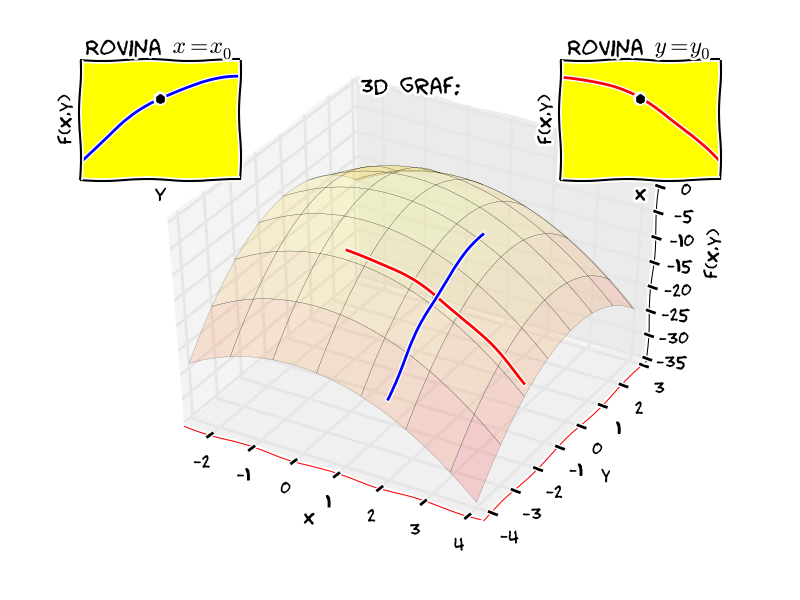 ROVINA x=x₀
F(X,Y)
Y
3D GRAF:
ROVINA y=y₀
F(X,Y)
X
0
-5
-10
-15
-20
-25
-30
-35
F(X,Y)
-2
-1
0
1
2
3
4
X
-4
-3
-2
-1
0
1
2
3
Y